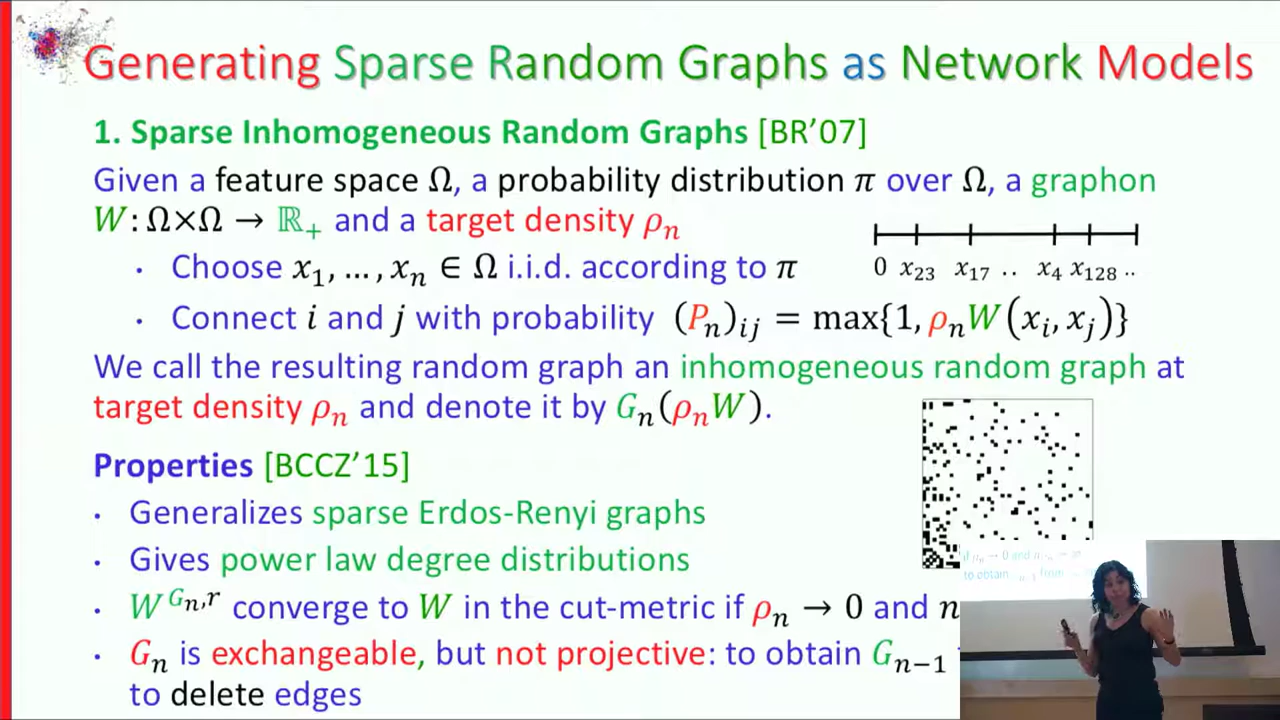 Generating Sparse Random Graphs as Network Models
1. Sparse Inhomogeneous Random Graphs [BR’07]
Given a feature space Ω, a probability distribution π over Ω, a graphon
W: Ω×Ω → ℝ₊ and a target density ρₙ
0 x₂₃ x₁₇ .. x₄ x₁₂₈ ..
· Choose x₁, … , xₙ ∈ Ω i.i.d. according to π
· Connect i and j with probability (Pₙ)ᵢⱼ = max{1, ρₙW(xᵢ, xⱼ)}
We call the resulting random graph an inhomogeneous random graph at
target density ρₙ and denote it by Gₙ(ρₙW).
Properties [BCCZ’15]
· Generalizes sparse Erdos-Renyi graphs
· Gives power law degree distributions
· W^{Gₙ,r} converge to W in the cut-metric if ρₙ → 0 and n
· Gₙ is exchangeable, but not projective: to obtain Gₙ₋₁
to delete edges